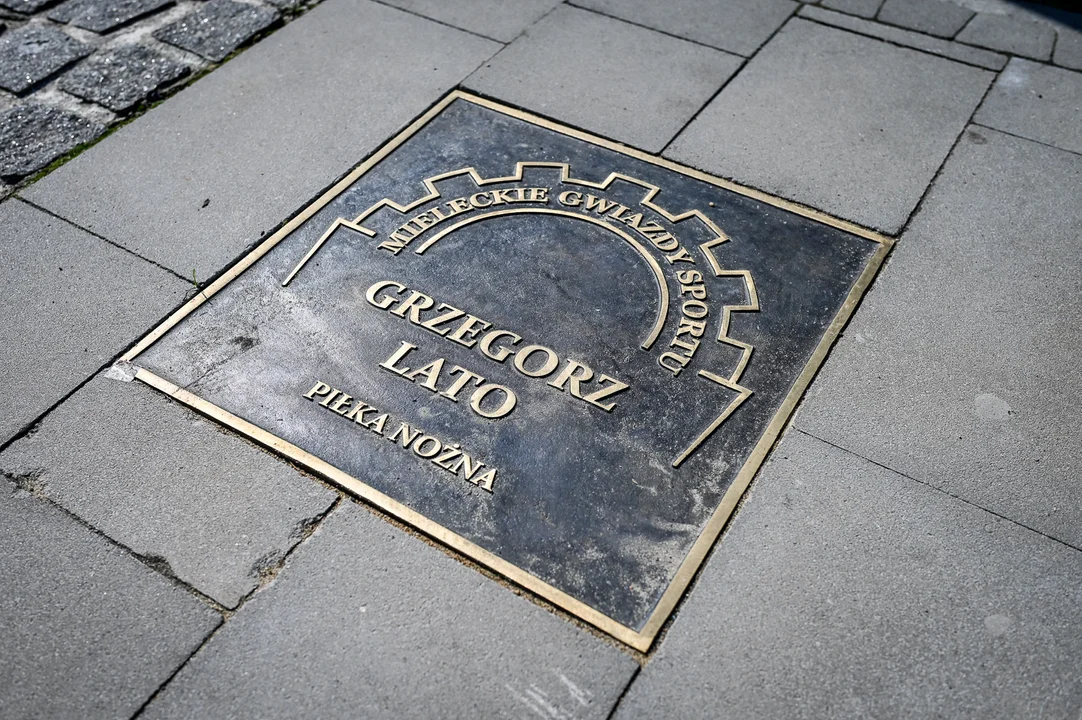 MIELECKIE GWIAZDY SPORTU
GRZEGORZ
LATO
PIŁKA NOŻNA